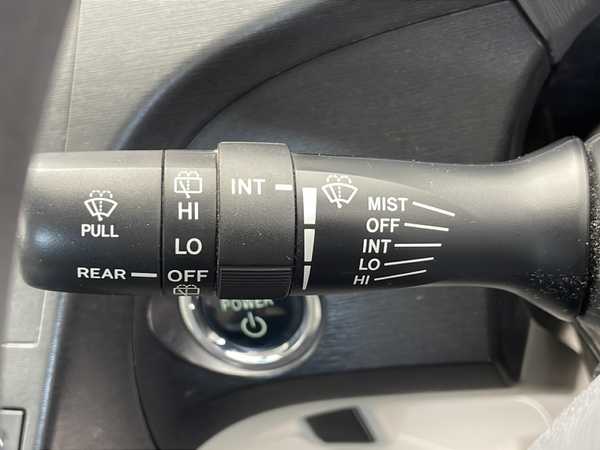 PULL
REAR
HI
LO
OFF
INT
MIST
OFF
INT
LO
HI
POWER